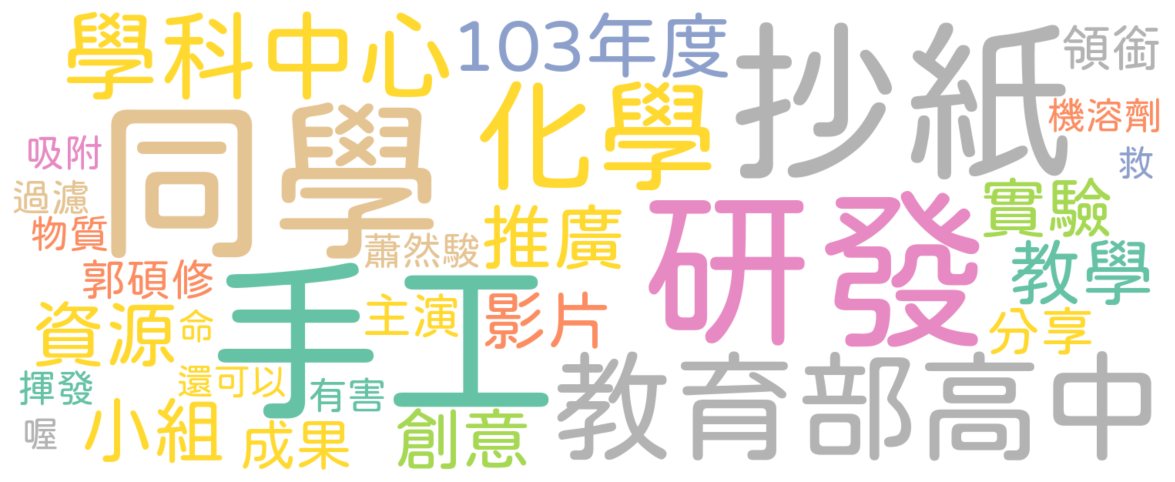 學科中心
103年度
抄紙
領銜
同學
化學
機溶劑
吸附
救
過濾
物質
蕭然駿
推廣
研發
實驗
教學
郭碩修
手工
資源
命
主演
影片
分享
揮發
還可以
有害
教育部高中
喔
小組
成果
創意